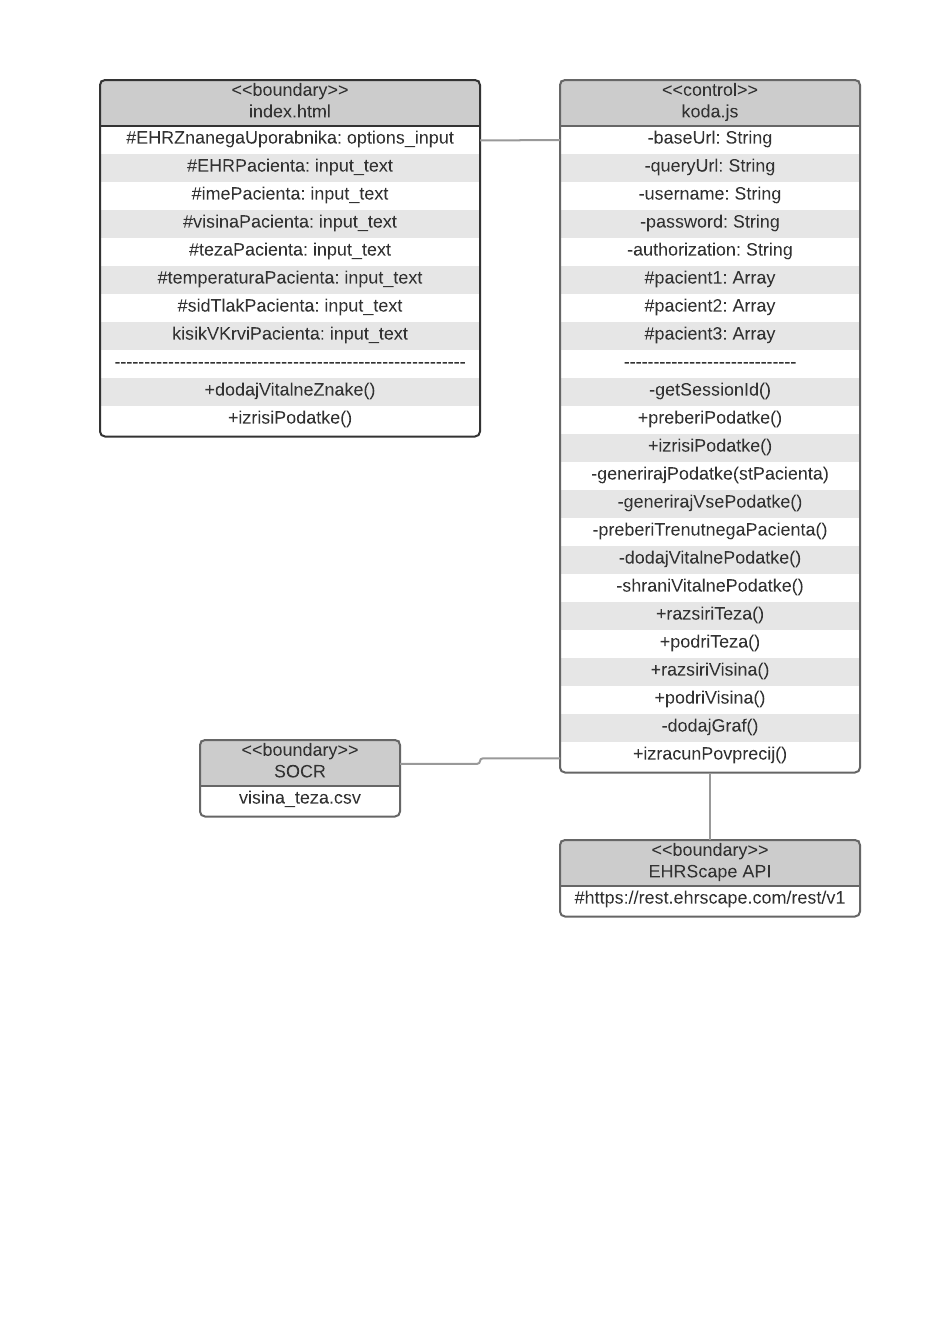 <<boundary>>
index.html
#EHRZnanegaUporabnika: options_input
#EHRPacienta: input_text
#imePacienta: input_text
#visinaPacienta: input_text
#tezaPacienta: input_text
#temperaturaPacienta: input_text
#sidTlakPacienta: input_text
kisikVKrviPacienta: input_text
-----------------------------------------------------------
+dodajVitalneZnake()
+izrisiPodatke()
<<control>>
koda.js
-baseUrl: String
-queryUrl: String
-username: String
-password: String
-authorization: String
#pacient1: Array
#pacient2: Array
#pacient3: Array
-----------------------------
-getSessionId()
+preberiPodatke()
+izrisiPodatke()
-generirajPodatke(stPacienta)
-generirajVsePodatke()
-preberiTrenutnegaPacienta()
-dodajVitalnePodatke()
-shraniVitalnePodatke()
+razsiriTeza()
+podriTeza()
+razsiriVisina()
+podriVisina()
-dodajGraf()
+izracunPovprecij()
<<boundary>>
SOCR
visina_teza.csv
<<boundary>>
EHRScape API
#https://rest.ehrscape.com/rest/v1